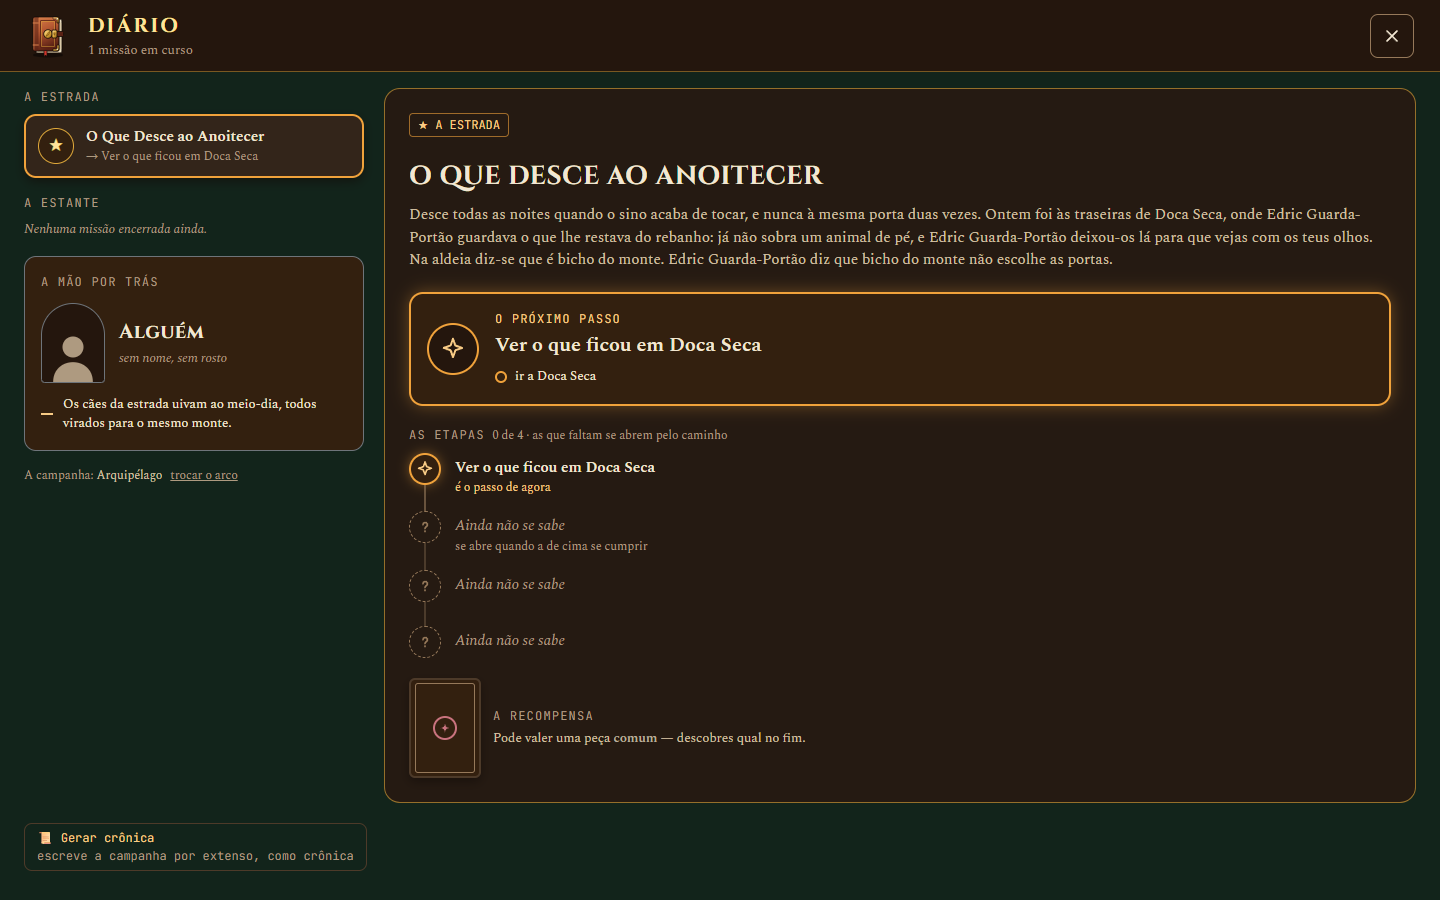 DIÁRIO
1 missão em curso
A ESTRADA
O Que Desce ao Anoitecer
→ Ver o que ficou em Doca Seca
A ESTANTE
Nenhuma missão encerrada ainda.
A MÃO POR TRÁS
ALGUÉM
sem nome, sem rosto
Os cães da estrada uivam ao meio-dia, todos
virados para o mesmo monte.
A campanha: Arquipélago trocar o arco
★ A ESTRADA
O QUE DESCE AO ANOITECER
Desce todas as noites quando o sino acaba de tocar, e nunca à mesma porta duas vezes. Ontem foi às traseiras de Doca Seca, onde Edric Guarda-
Portão guardava o que lhe restava do rebanho: já não sobra um animal de pé, e Edric Guarda-Portão deixou-os lá para que vejas com os teus olhos.
Na aldeia diz-se que é bicho do monte. Edric Guarda-Portão diz que bicho do monte não escolhe as portas.
O PRÓXIMO PASSO
Ver o que ficou em Doca Seca
ir a Doca Seca
AS ETAPAS 0 de 4 · as que faltam se abrem pelo caminho
Ver o que ficou em Doca Seca
é o passo de agora
? Ainda não se sabe
se abre quando a de cima se cumprir
? Ainda não se sabe
? Ainda não se sabe
A RECOMPENSA
Pode valer uma peça comum — descobres qual no fim.
Gerar crônica
escreve a campanha por extenso, como crônica